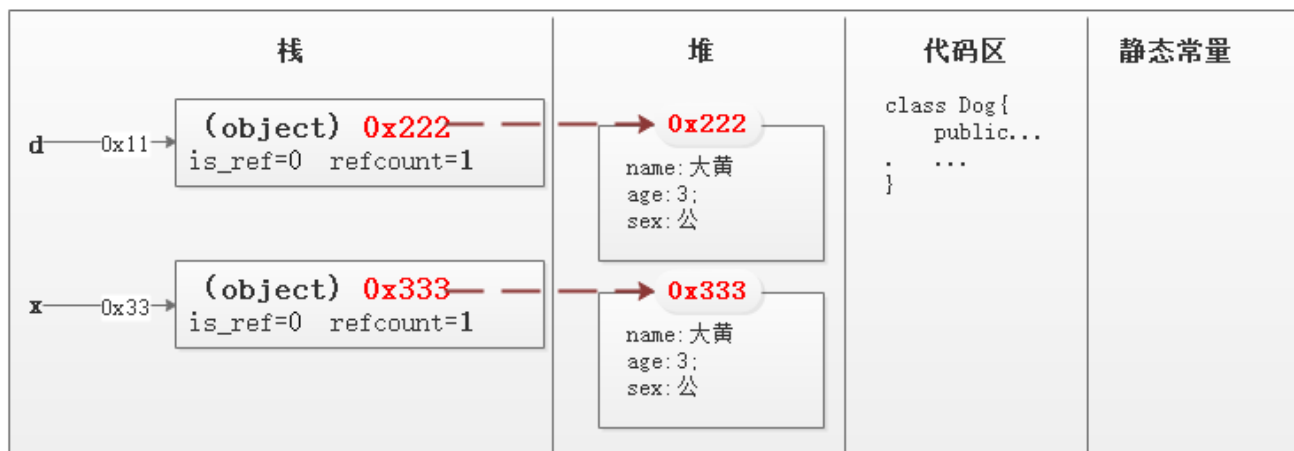 栈
堆
代码区
静态常量
d
0x11
(object) 0x222
is_ref=0 refcount=1
0x222
name:大黄
age:3;
sex:公
class Dog{
public...
. ...
}
x
0x33
(object) 0x333
is_ref=0 refcount=1
0x333
name:大黄
age:3;
sex:公